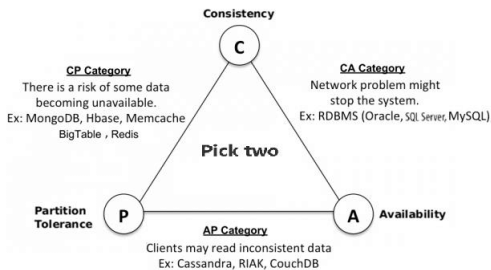 Consistency
C
CP Category
There is a risk of some data
becoming unavailable.
Ex: MongoDB, Hbase, Memcache
BigTable , Redis
CA Category
Network problem might
stop the system.
Ex: RDBMS (Oracle, SQL Server, MySQL)
Pick two
Partition
Tolerance
P
A
Availability
AP Category
Clients may read inconsistent data
Ex: Cassandra, RIAK, CouchDB